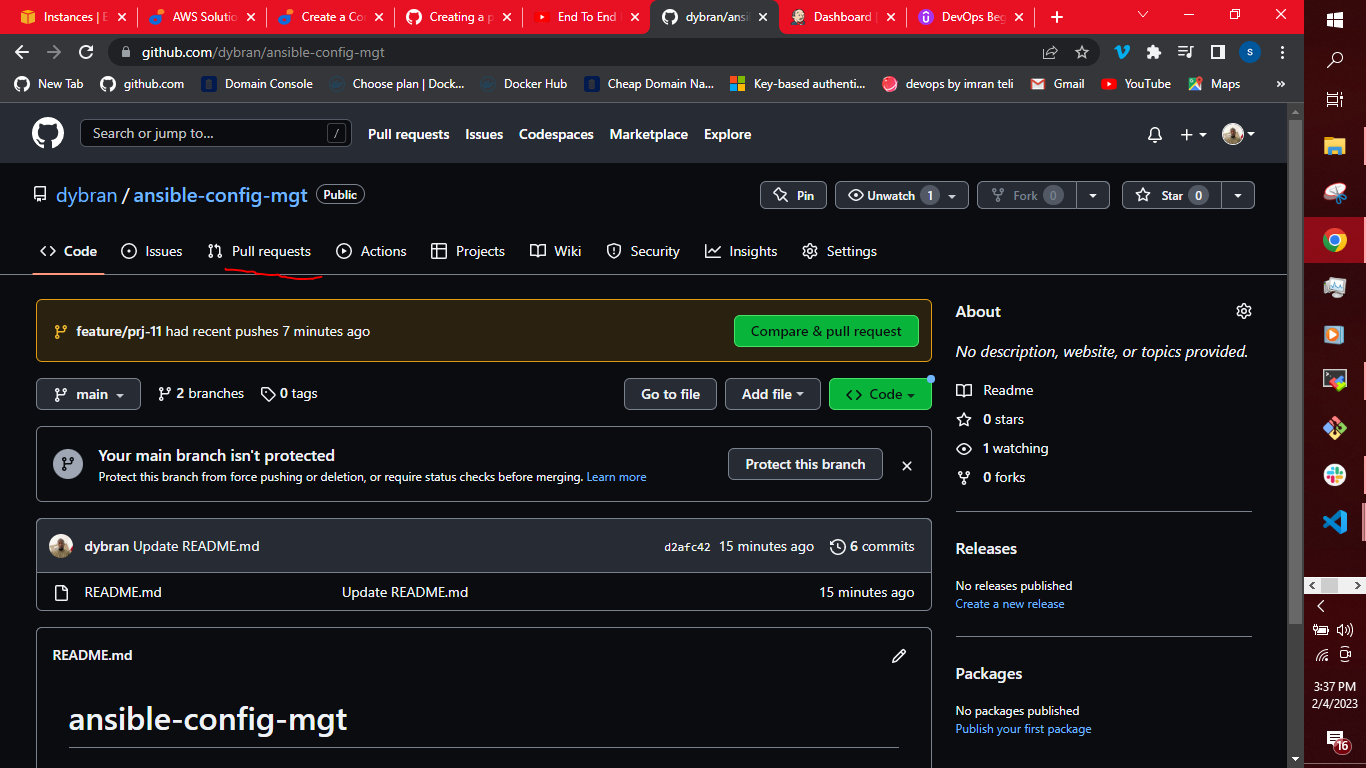 Instances | E
AWS Solutio
Create a Co
Creating a p
End To End
dybran/ansi
Dashboard |
DevOps Beg
github.com/dybran/ansible-config-mgt
s
New Tab
github.com
Domain Console
Choose plan | Dock...
Docker Hub
Cheap Domain Na...
Key-based authenti...
devops by imran teli
Gmail
YouTube
Maps
»
Search or jump to...
/
Pull requests
Issues
Codespaces
Marketplace
Explore
dybran / ansible-config-mgt
Public
Pin
Unwatch 1
Fork 0
Star 0
Code
Issues
Pull requests
Actions
Projects
Wiki
Security
Insights
Settings
feature/prj-11 had recent pushes 7 minutes ago
Compare & pull request
main
2 branches
0 tags
Go to file
Add file
Code
Your main branch isn't protected
Protect this branch from force pushing or deletion, or require status checks before merging. Learn more
Protect this branch
dybran Update README.md
d2afc42 15 minutes ago
6 commits
README.md
Update README.md
15 minutes ago
README.md
ansible-config-mgt
About
No description, website, or topics provided.
Readme
0 stars
1 watching
0 forks
Releases
No releases published
Create a new release
Packages
No packages published
Publish your first package
3:37 PM
2/4/2023
16